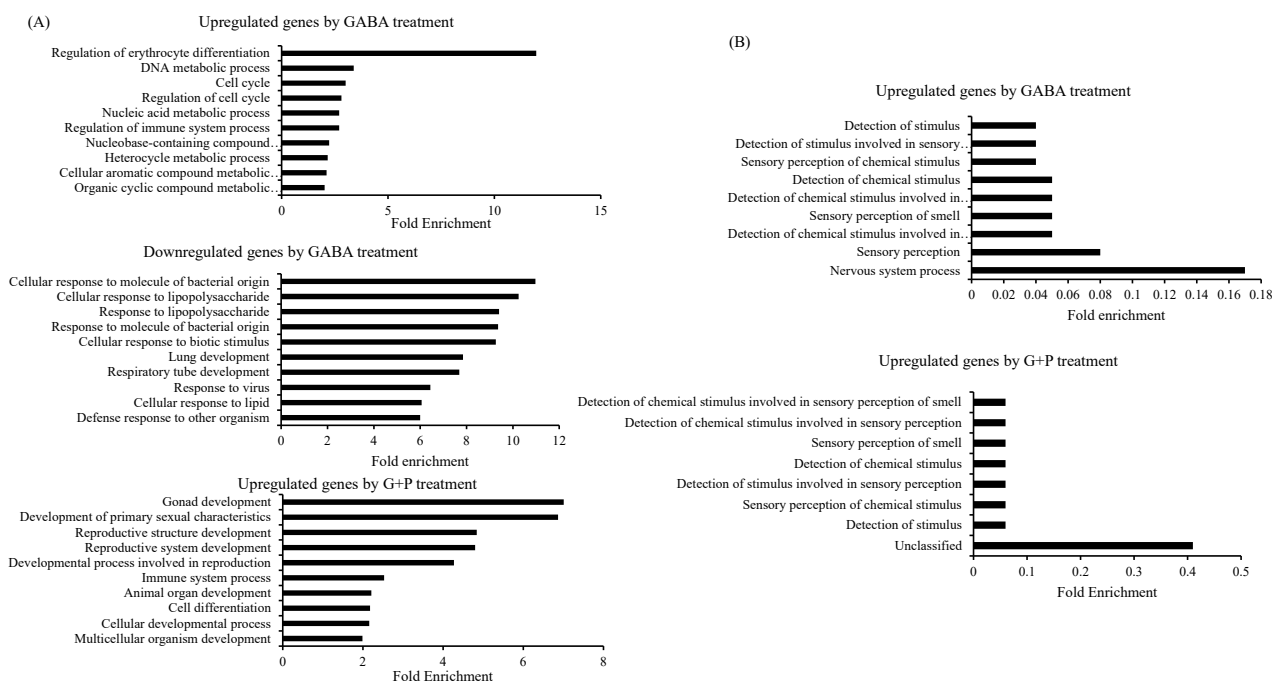 (A)
Upregulated genes by GABA treatment
Regulation of erythrocyte differentiation
DNA metabolic process
Cell cycle
Regulation of cell cycle
Nucleic acid metabolic process
Regulation of immune system process
Nucleobase-containing compound…
Heterocycle metabolic process
Cellular aromatic compound metabolic…
Organic cyclic compound metabolic…
0 5 10 15
Fold Enrichment
Downregulated genes by GABA treatment
Cellular response to molecule of bacterial origin
Cellular response to lipopolysaccharide
Response to lipopolysaccharide
Response to molecule of bacterial origin
Cellular response to biotic stimulus
Lung development
Respiratory tube development
Response to virus
Cellular response to lipid
Defense response to other organism
0 2 4 6 8 10 12
Fold enrichment
Upregulated genes by G+P treatment
Gonad development
Development of primary sexual characteristics
Reproductive structure development
Reproductive system development
Developmental process involved in reproduction
Immune system process
Animal organ development
Cell differentiation
Cellular developmental process
Multicellular organism development
0 2 4 6 8
Fold Enrichment
(B)
Upregulated genes by GABA treatment
Detection of stimulus
Detection of stimulus involved in sensory…
Sensory perception of chemical stimulus
Detection of chemical stimulus
Detection of chemical stimulus involved in…
Sensory perception of smell
Detection of chemical stimulus involved in…
Sensory perception
Nervous system process
0 0.02 0.04 0.06 0.08 0.1 0.12 0.14 0.16 0.18
Fold enrichment
Upregulated genes by G+P treatment
Detection of chemical stimulus involved in sensory perception of smell
Detection of chemical stimulus involved in sensory perception
Sensory perception of smell
Detection of chemical stimulus
Detection of stimulus involved in sensory perception
Sensory perception of chemical stimulus
Detection of stimulus
Unclassified
0 0.1 0.2 0.3 0.4 0.5
Fold Enrichment